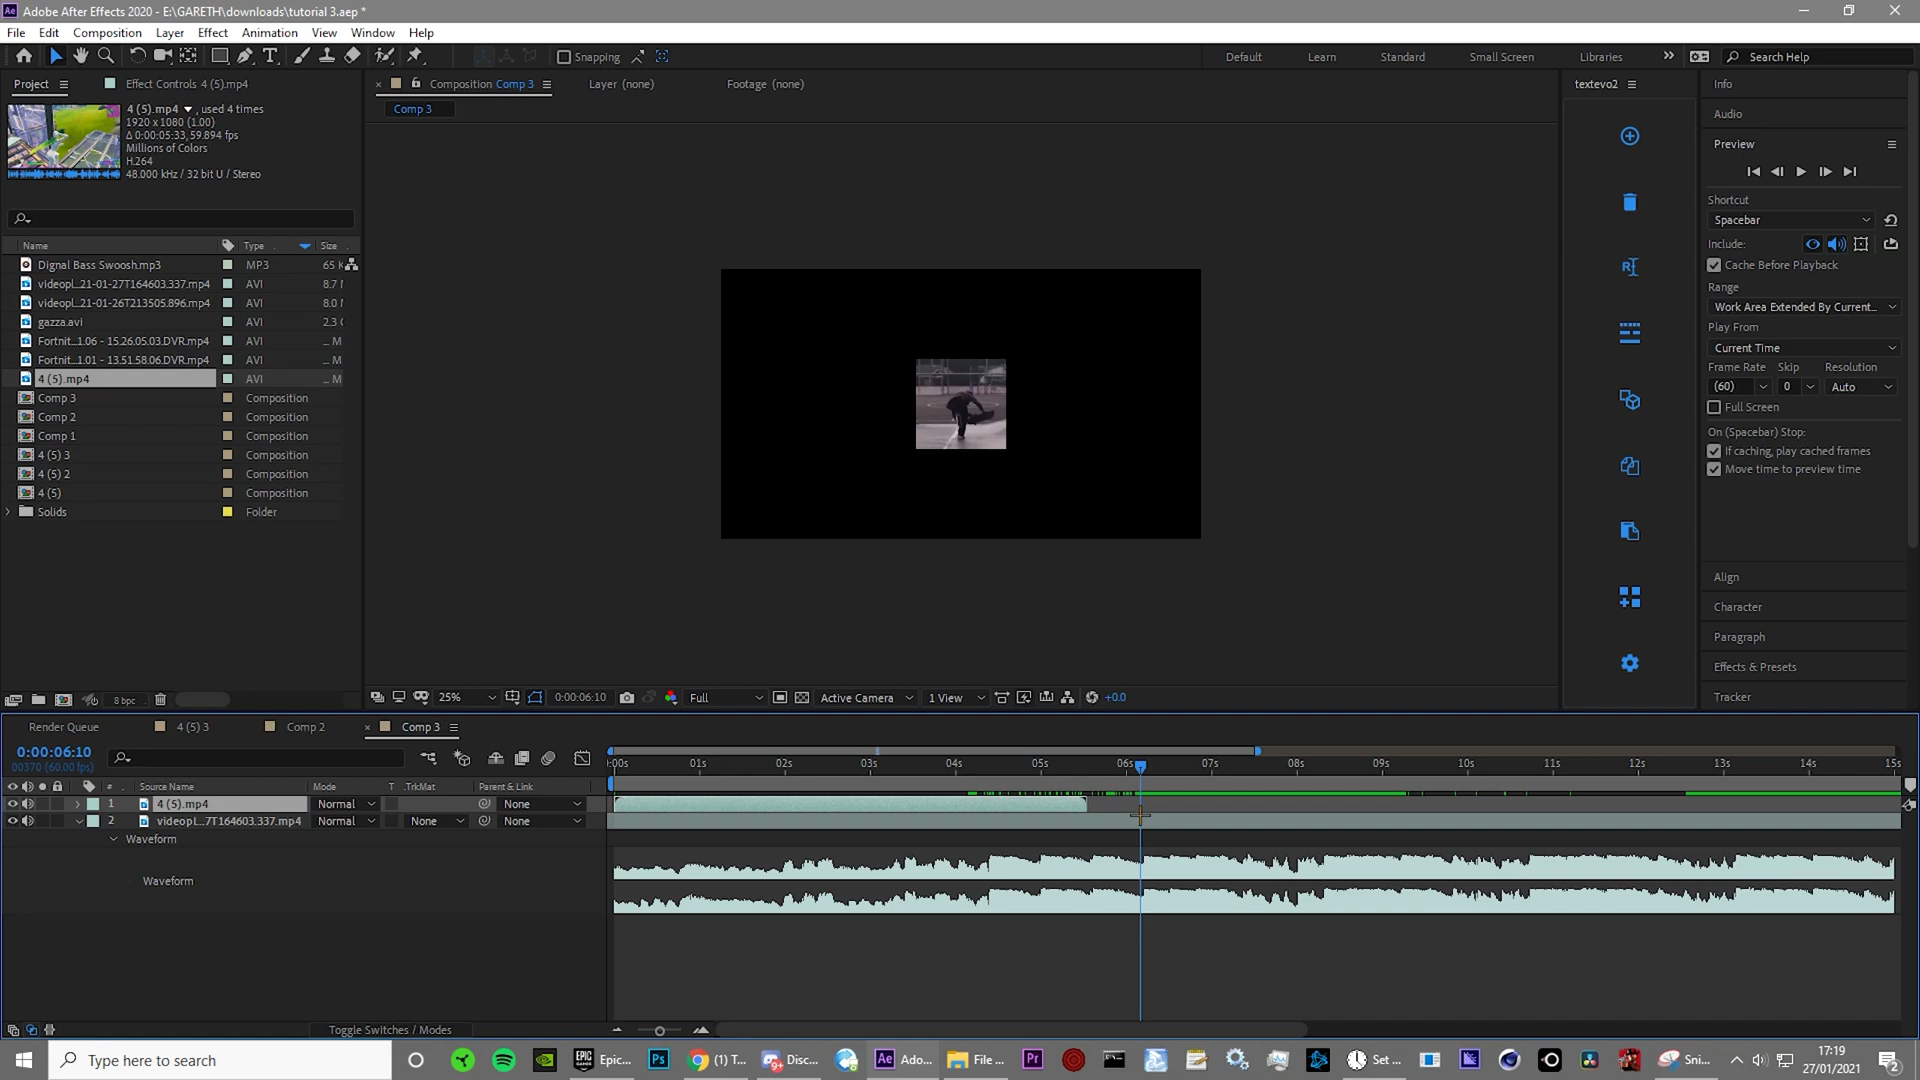 Adobe After Effects 2020 - E:\GARETH\downloads\tutorial 3.aep *
File Edit Composition Layer Effect Animation View Window Help
Snapping
Default Learn Standard Small Screen Libraries
Search Help
Project Effect Controls 4 (5).mp4
Composition Comp 3 Layer (none) Footage (none)
Comp 3
4 (5).mp4 , used 4 times
1920 x 1080 (1.00)
Δ 0:00:05:33, 59.894 fps
Millions of Colors
H.264
48.000 kHz / 32 bit U / Stereo
Name Type Size
Dignal Bass Swoosh.mp3 MP3 65 K
videopl...21-01-27T164603.337.mp4 AVI 8.7
videopl...21-01-26T213505.896.mp4 AVI 8.0
gazza.avi AVI 2.3
Fortnit...1.06 - 15.26.05.03.DVR.mp4 AVI ... M
Fortnit...1.01 - 13.51.58.06.DVR.mp4 AVI ... M
4 (5).mp4 AVI ... M
Comp 3 Composition
Comp 2 Composition
Comp 1 Composition
4 (5) 3 Composition
4 (5) 2 Composition
4 (5) Composition
Solids Folder
8 bpc
25% 0:00:06:10 Full Active Camera 1 View +0.0
textevo2
Info
Audio
Preview
Shortcut
Spacebar
Include:
Cache Before Playback
Range
Work Area Extended By Current...
Play From
Current Time
Frame Rate Skip Resolution
(60) 0 Auto
Full Screen
On (Spacebar) Stop:
If caching, play cached frames
Move time to preview time
Align
Character
Paragraph
Effects & Presets
Tracker
Render Queue 4 (5) 3 Comp 2 Comp 3
0:00:06:10
00370 (60.00 fps)
# Source Name Mode T .TrkMat Parent & Link
:00s 01s 02s 03s 04s 05s 06s 07s 08s 09s 10s 11s 12s 13s 14s 15s
1 4 (5).mp4 Normal None
2 videopl...7T164603.337.mp4 Normal None None
Waveform
Waveform
Toggle Switches / Modes
Type here to search
Epic... (1) T... Disc... Ado... File ... Set ... Sni...
17:19
27/01/2021